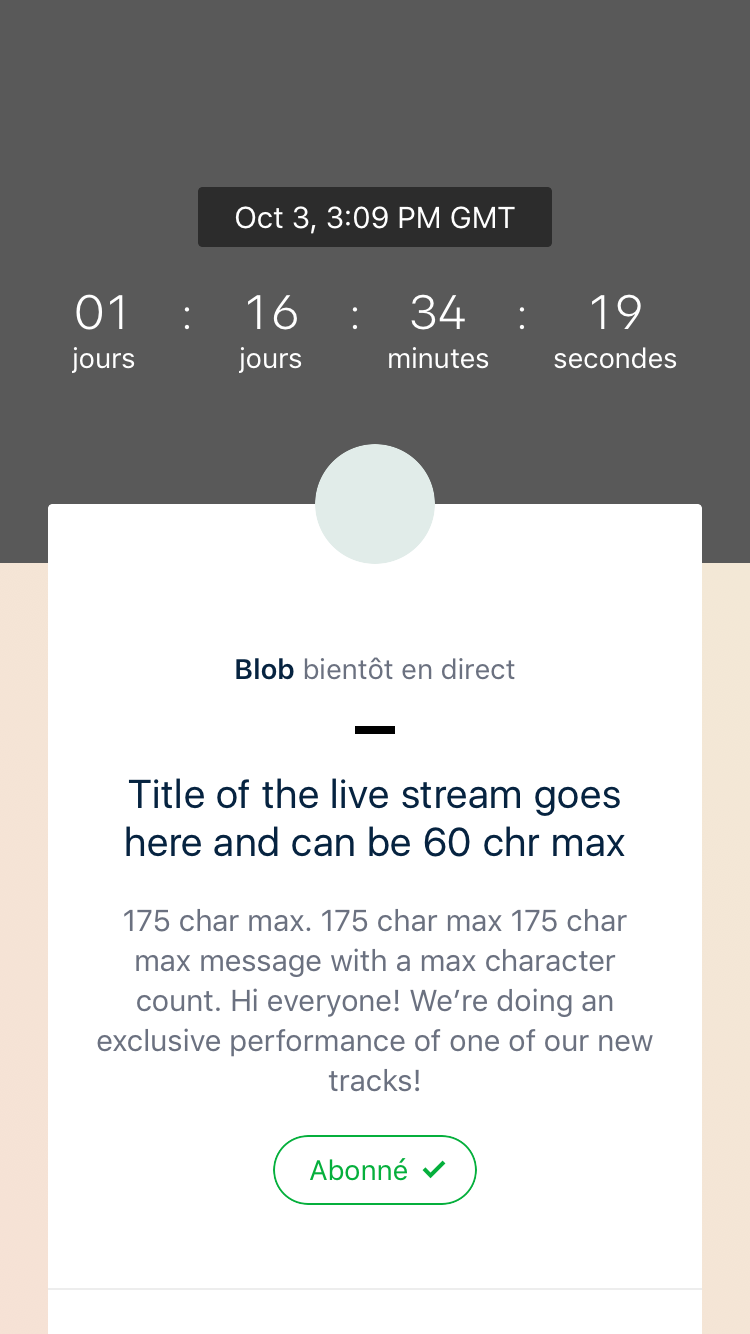 Oct 3, 3:09 PM GMT
01 : 16 : 34 : 19
jours jours minutes secondes
Blob bientôt en direct
Title of the live stream goes
here and can be 60 chr max
175 char max. 175 char max 175 char
max message with a max character
count. Hi everyone! We’re doing an
exclusive performance of one of our new
tracks!
Abonné